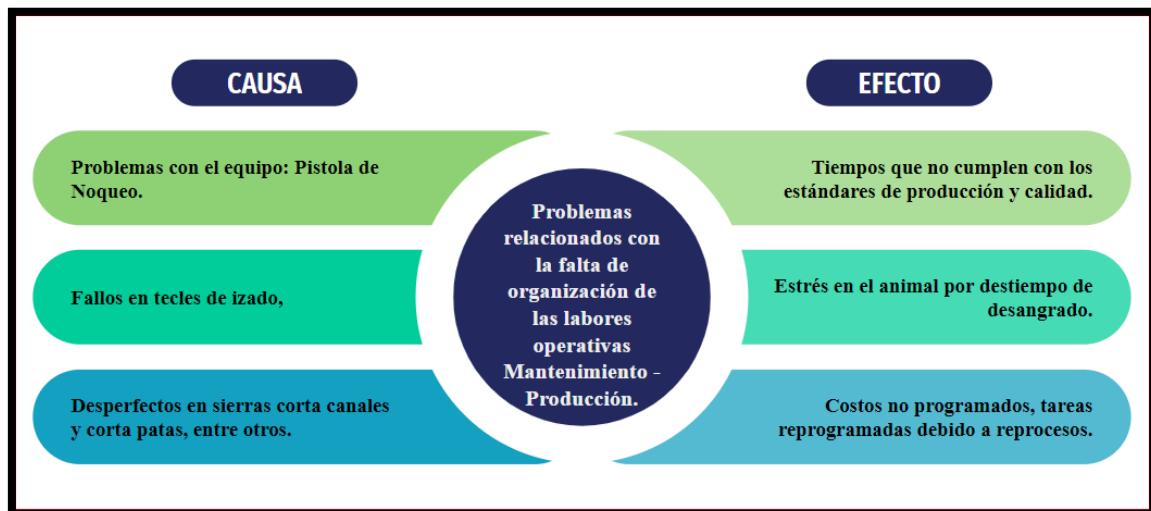 CAUSA
EFECTO
Problemas con el equipo: Pistola de
Noqueo.
Fallos en tecles de izado,
Desperfectos en sierras corta canales
y corta patas, entre otros.
Problemas
relacionados con
la falta de
organización de
las labores
operativas
Mantenimiento -
Producción.
Tiempos que no cumplen con los
estándares de producción y calidad.
Estrés en el animal por destiempo de
desangrado.
Costos no programados, tareas
reprogramadas debido a reprocesos.